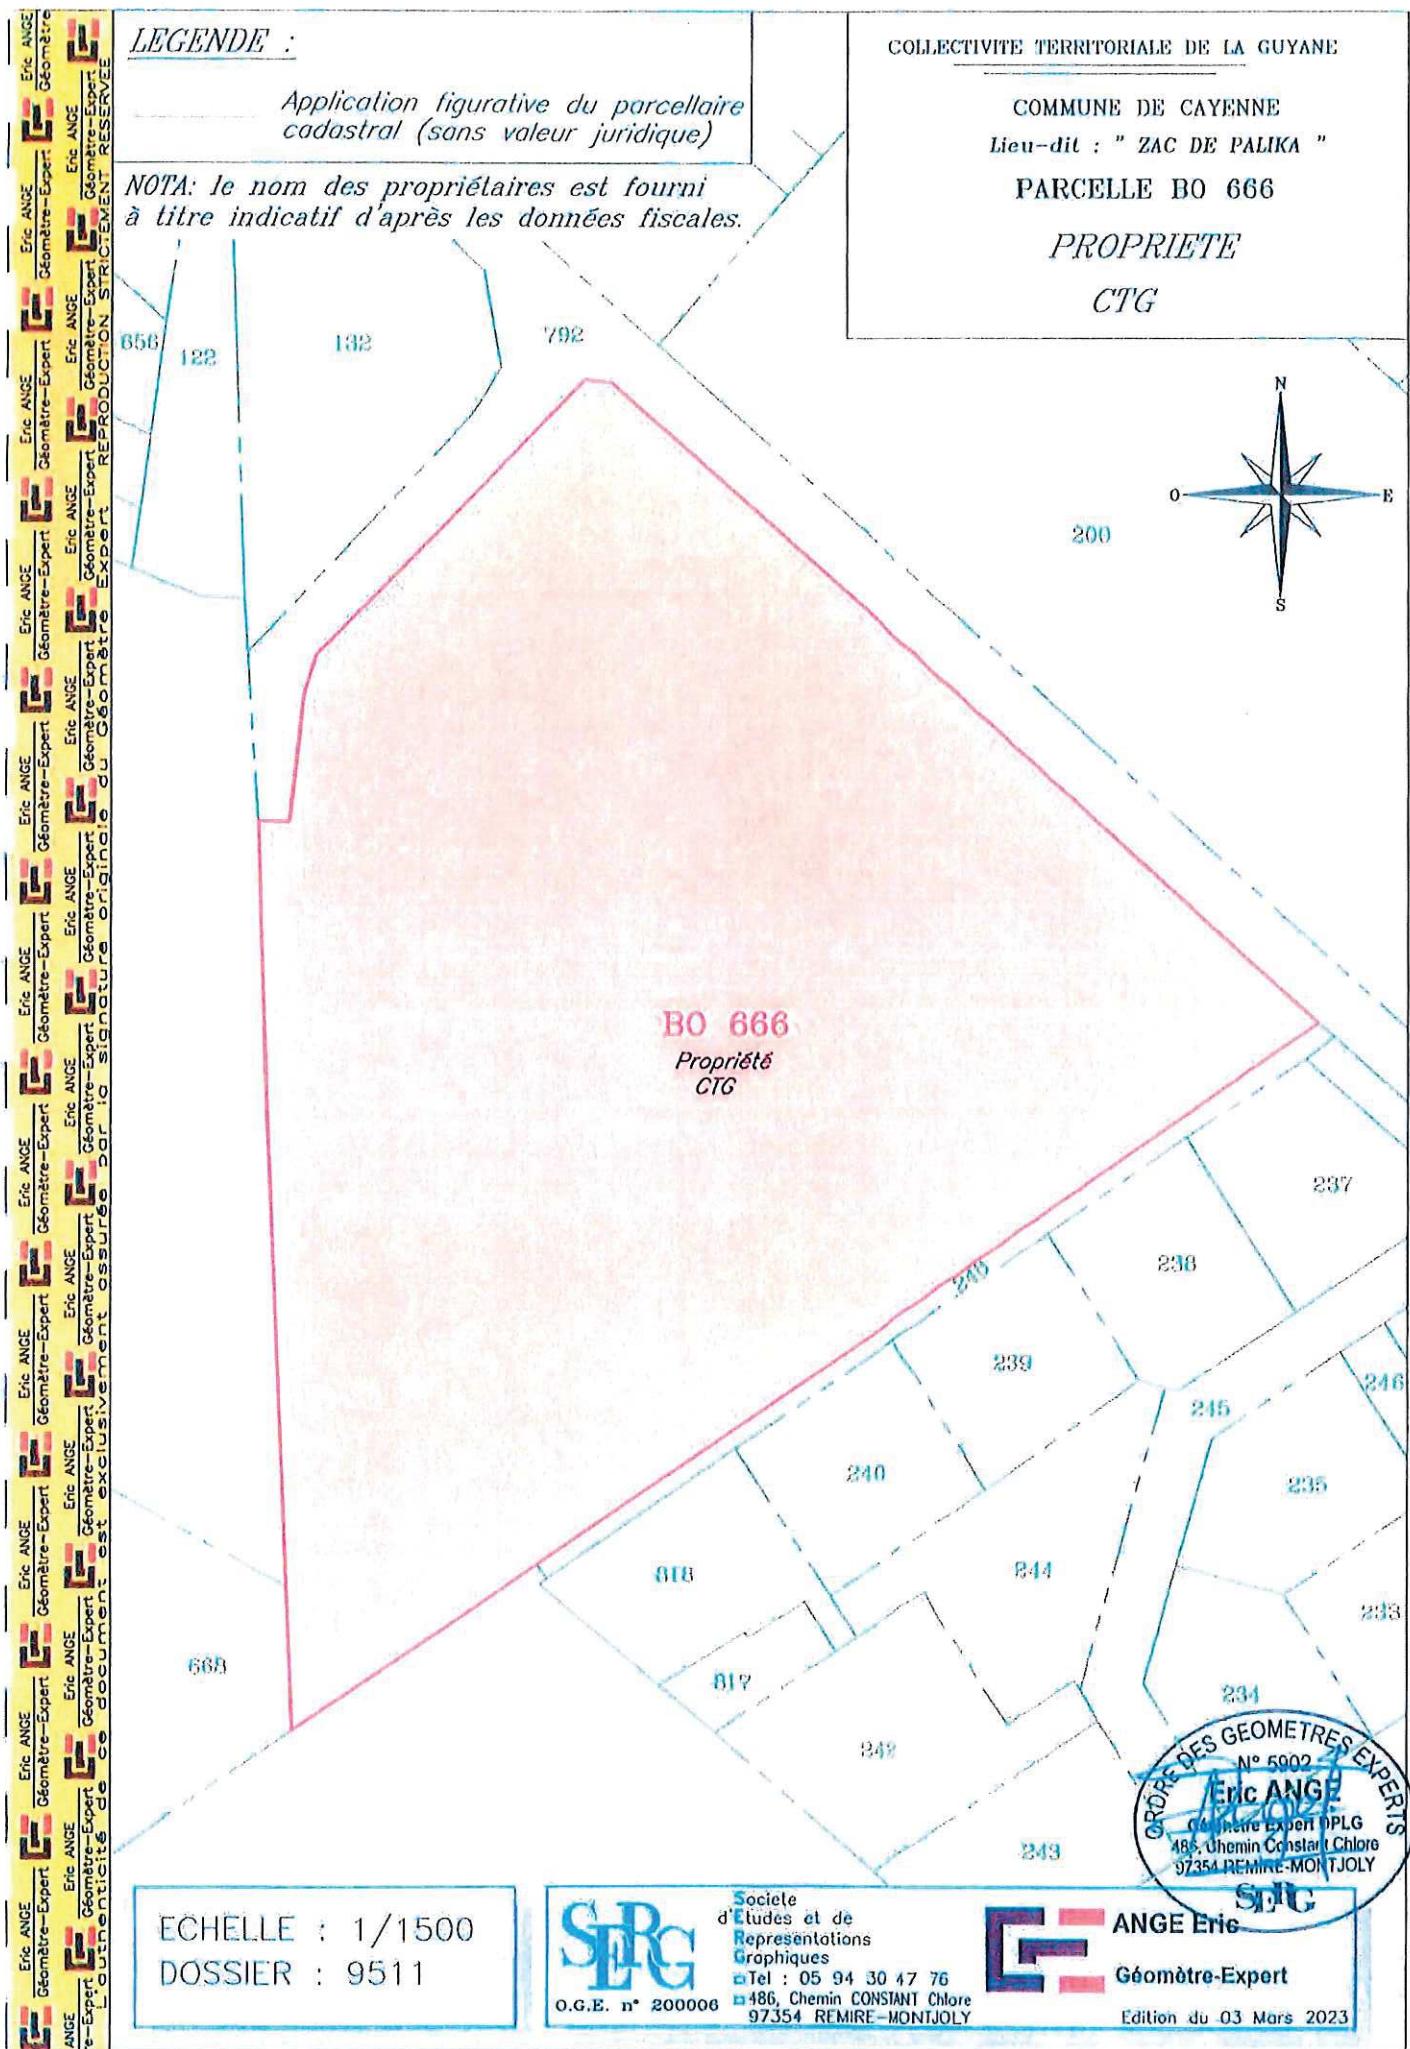 LEGENDE :
Application figurative du parcellaire
cadastral (sans valeur juridique)
NOTA: le nom des propriétaires est fourni
à titre indicatif d'après les données fiscales.
COLLECTIVITE TERRITORIALE DE LA GUYANE
COMMUNE DE CAYENNE
Lieu-dit : " ZAC DE PALIKA "
PARCELLE BO 666
PROPRIETE
CTG
656
122
132
792
N
O
E
S
200
BO 666
Propriété
CTG
237
238
249
239
246
245
240
235
818
244
233
668
817
234
242
243
ORDRE DES GEOMETRES EXPERTS
N° 5902
Eric ANGE
Géomètre Expert DPLG
486, Chemin Constant Chlore
97354 REMIRE-MONTJOLY
SERG
ECHELLE : 1/1500
DOSSIER : 9511
SERG
O.G.E. n° 200006
Societe
d'Etudes et de
Representations
Graphiques
Tel : 05 94 30 47 76
486, Chemin CONSTANT Chlore
97354 REMIRE-MONTJOLY
ANGE Eric
Géomètre-Expert
Edition du 03 Mars 2023
L'authenticité de ce document est exclusivement assurée par la signature originale du Géomètre Expert REPRODUCTION STRICTEMENT RESERVEE
Eric ANGE
Géomètre-Expert